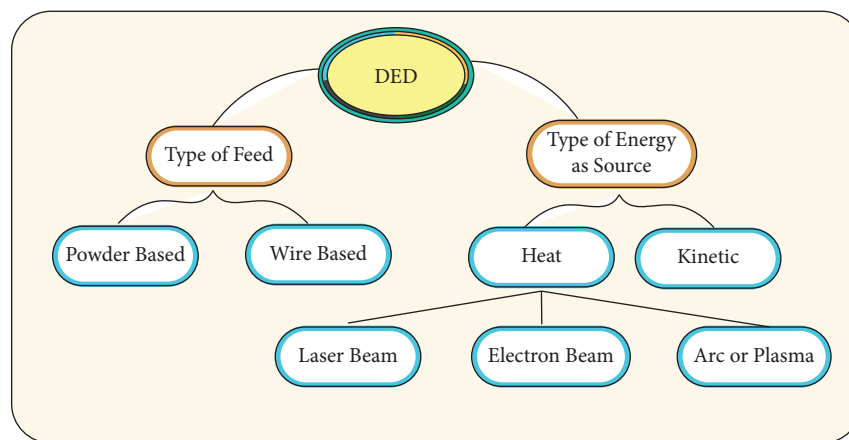 DED
Type of Feed
Type of Energy
as Source
Powder Based
Wire Based
Heat
Kinetic
Laser Beam
Electron Beam
Arc or Plasma